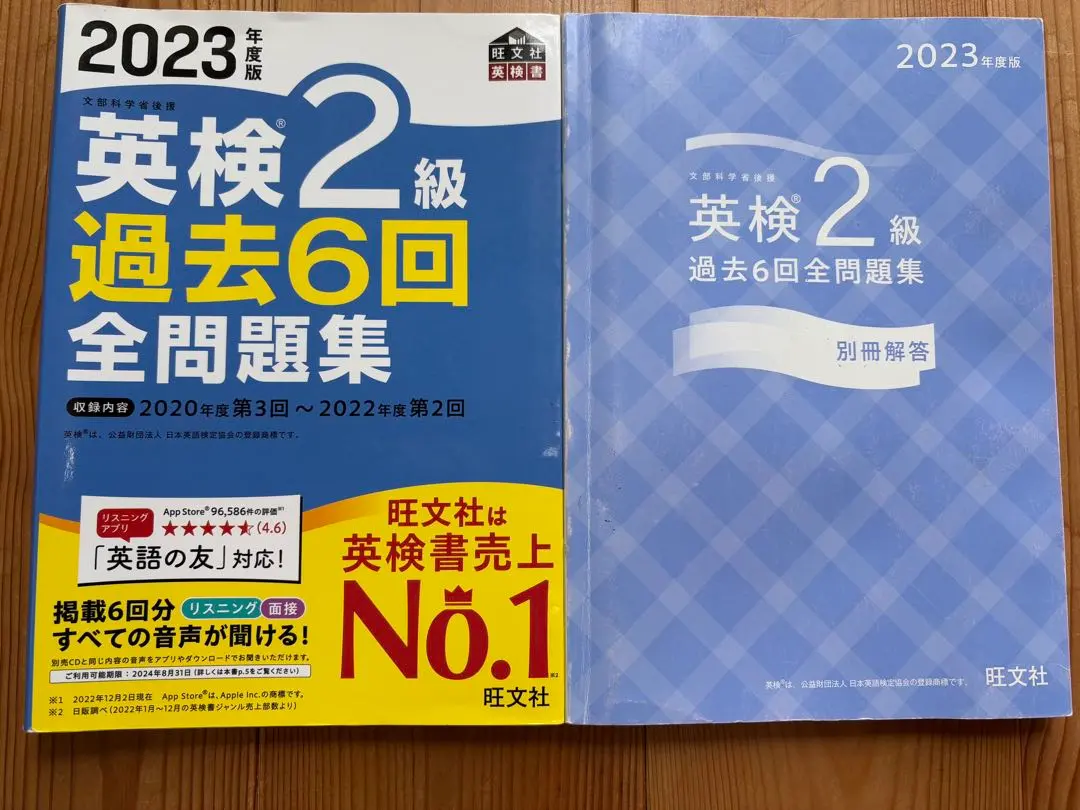 2023年度版
旺文社
英検書
文部科学省後援
英検®2級
過去6回
全問題集
収録内容 2020年度第3回～2022年度第2回
英検®は、公益財団法人 日本英語検定協会の登録商標です。
リスニング
アプリ
App Store® 96,586件の評価※1
★★★★★(4.6)
「英語の友」対応!
掲載6回分 リスニング 面接
すべての音声が聞ける!
別売CDと同じ内容の音声をアプリやダウンロードでお聞きいただけます。
ご利用可能期限:2024年8月31日(詳しくは本書p.5をご覧ください)
※1 2022年12月2日現在 App Store®は、Apple Inc.の商標です。
※2 日販調べ(2022年1月～12月の英検書ジャンル売上部数より)
旺文社は
英検書売上
No.1
※2
旺文社
2023年度版
文部科学省後援
英検®2級
過去6回全問題集
別冊解答
英検®は、公益財団法人 日本英語検定協会の登録商標です。
旺文社